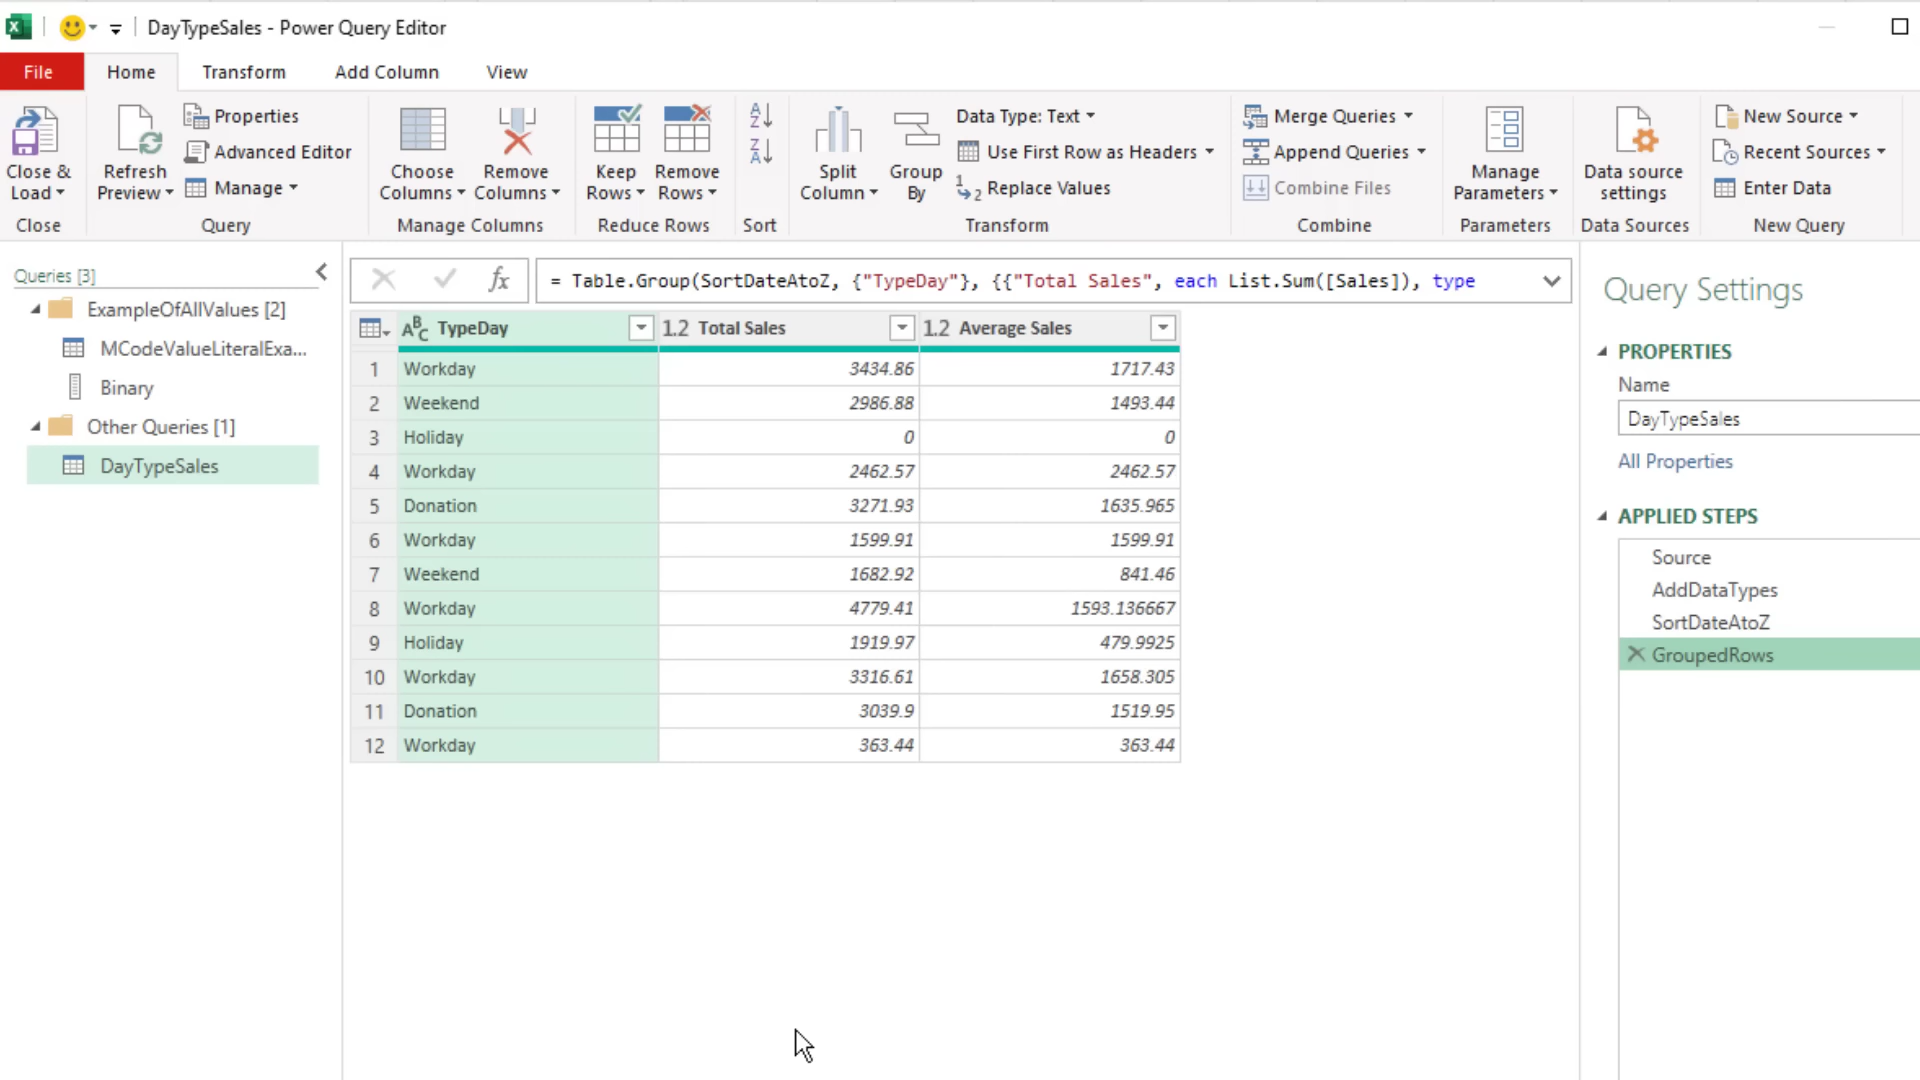 DayTypeSales - Power Query Editor
File Home Transform Add Column View
Close & Load
Close
Refresh Preview
Properties
Advanced Editor
Manage
Query
Choose Columns
Remove Columns
Manage Columns
Keep Rows
Remove Rows
Reduce Rows
Sort
Split Column
Group By
Data Type: Text
Use First Row as Headers
Replace Values
Transform
Merge Queries
Append Queries
Combine Files
Combine
Manage Parameters
Parameters
Data source settings
Data Sources
New Source
Recent Sources
Enter Data
New Query
Queries [3]
ExampleOfAllValues [2]
MCodeValueLiteralExa...
Binary
Other Queries [1]
DayTypeSales
fx = Table.Group(SortDateAtoZ, {"TypeDay"}, {{"Total Sales", each List.Sum([Sales]), type
ABC TypeDay 1.2 Total Sales 1.2 Average Sales
1 Workday 3434.86 1717.43
2 Weekend 2986.88 1493.44
3 Holiday 0 0
4 Workday 2462.57 2462.57
5 Donation 3271.93 1635.965
6 Workday 1599.91 1599.91
7 Weekend 1682.92 841.46
8 Workday 4779.41 1593.136667
9 Holiday 1919.97 479.9925
10 Workday 3316.61 1658.305
11 Donation 3039.9 1519.95
12 Workday 363.44 363.44
Query Settings
PROPERTIES
Name
DayTypeSales
All Properties
APPLIED STEPS
Source
AddDataTypes
SortDateAtoZ
GroupedRows